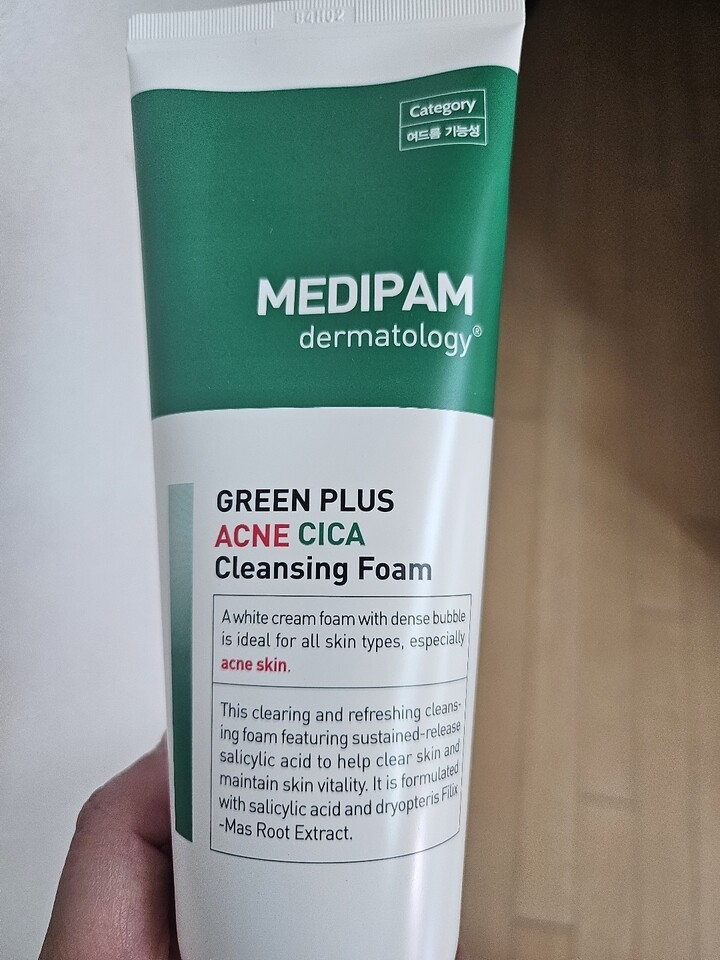 B4H02
Category
여드름 기능성
MEDIPAM
dermatology®
GREEN PLUS
ACNE CICA
Cleansing Foam
A white cream foam with dense bubble
is ideal for all skin types, especially
acne skin.
This clearing and refreshing cleans-
ing foam featuring sustained-release
salicylic acid to help clear skin and
maintain skin vitality. It is formulated
with salicylic acid and dryopteris Filix
-Mas Root Extract.